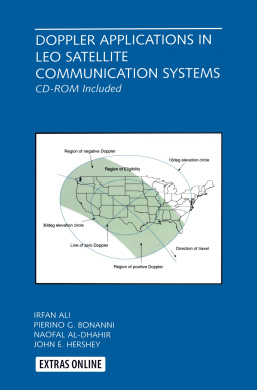 DOPPLER APPLICATIONS IN
LEO SATELLITE
COMMUNICATION SYSTEMS
CD-ROM Included
Region of negative Doppler
10deg elevation circle
Region of Eligibility
30deg elevation circle
Line of zero Doppler
Direction of travel
Region of positive Doppler
IRFAN ALI
PIERINO G. BONANNI
NAOFAL AL-DHAHIR
JOHN E. HERSHEY
EXTRAS ONLINE